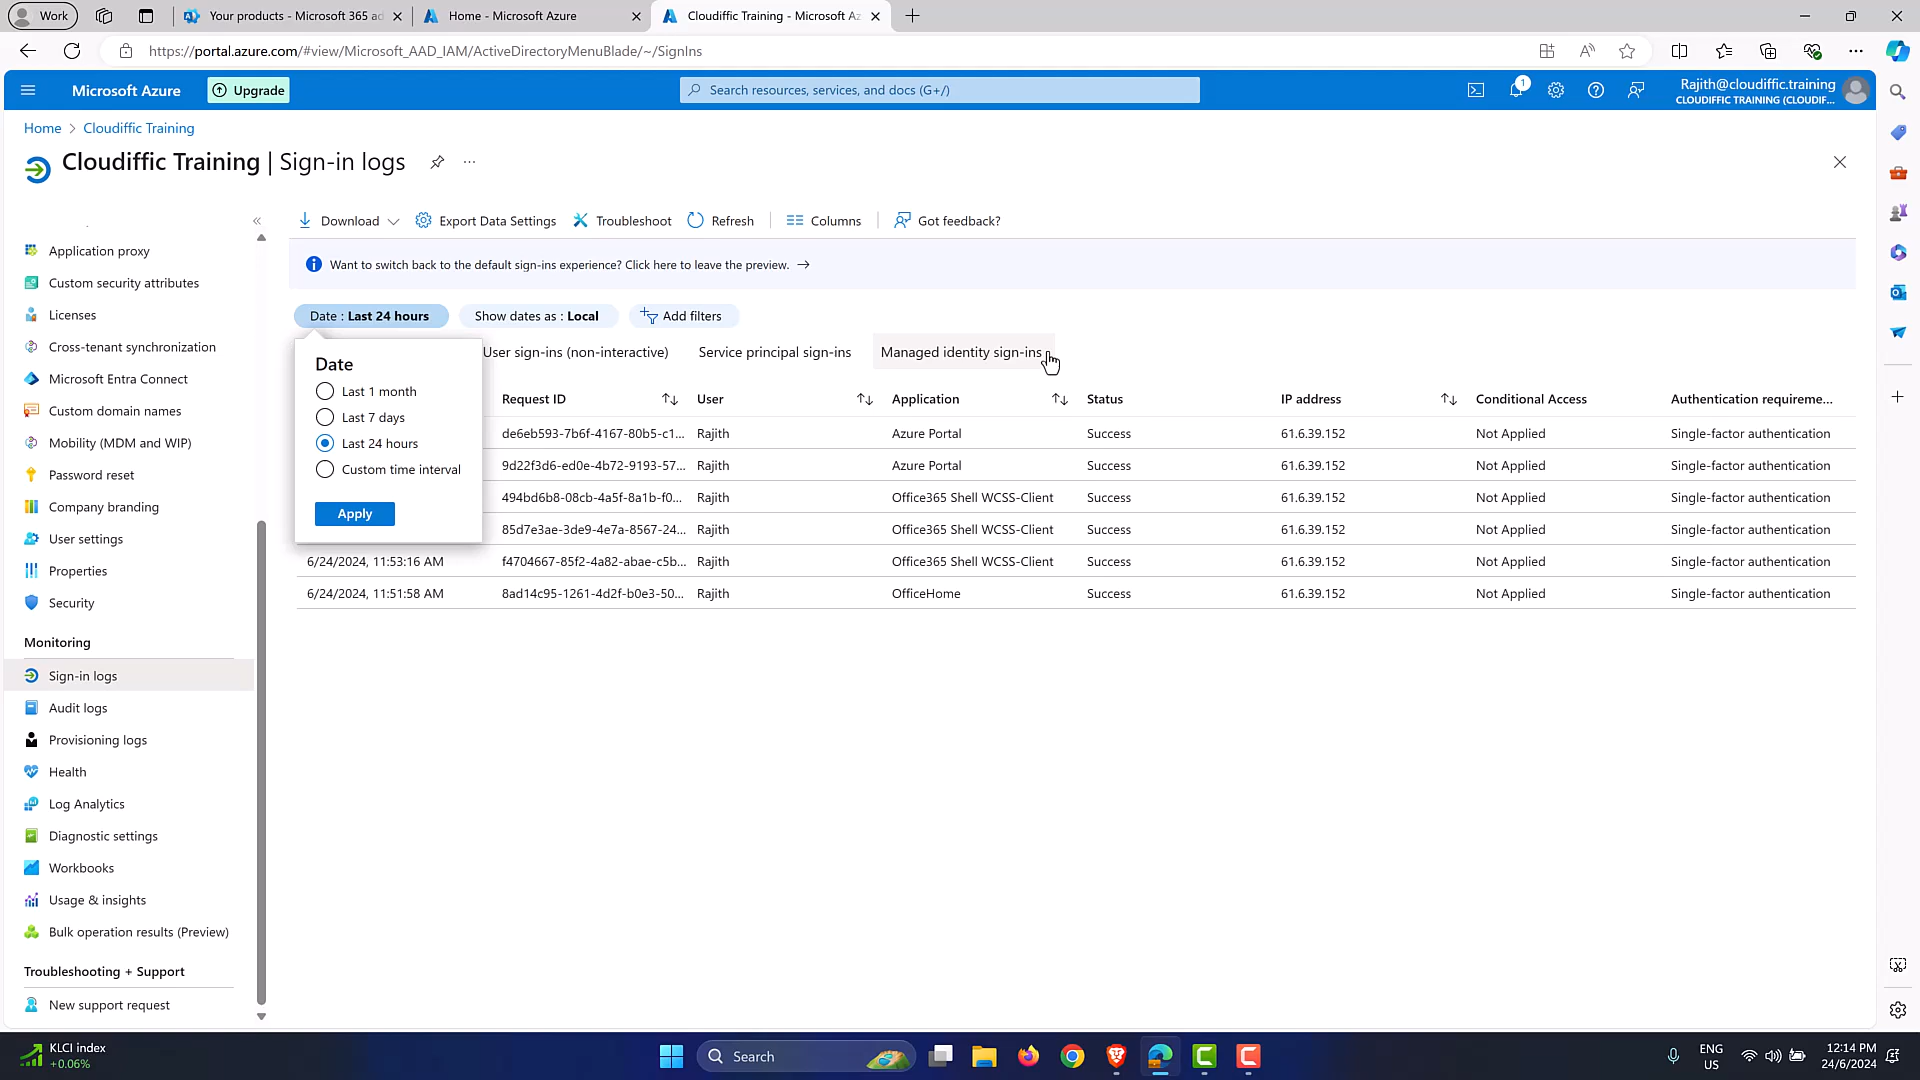 Work
Your products - Microsoft 365 ad
Home - Microsoft Azure
Cloudiffic Training - Microsoft Az
https://portal.azure.com/#view/Microsoft_AAD_IAM/ActiveDirectoryMenuBlade/~/SignIns
Microsoft Azure
Upgrade
Search resources, services, and docs (G+/)
1
Rajith@cloudiffic.training
CLOUDIFFIC TRAINING (CLOUDIF...
Home > Cloudiffic Training
Cloudiffic Training | Sign-in logs
Download
Export Data Settings
Troubleshoot
Refresh
Columns
Got feedback?
Want to switch back to the default sign-ins experience? Click here to leave the preview. →
Date : Last 24 hours
Show dates as : Local
Add filters
User sign-ins (non-interactive)
Service principal sign-ins
Managed identity sign-ins
Date
Last 1 month
Last 7 days
Last 24 hours
Custom time interval
Apply
Request ID User Application Status IP address Conditional Access Authentication requireme...
de6eb593-7b6f-4167-80b5-c1... Rajith Azure Portal Success 61.6.39.152 Not Applied Single-factor authentication
9d22f3d6-ed0e-4b72-9193-57... Rajith Azure Portal Success 61.6.39.152 Not Applied Single-factor authentication
494bd6b8-08cb-4a5f-8a1b-f0... Rajith Office365 Shell WCSS-Client Success 61.6.39.152 Not Applied Single-factor authentication
85d7e3ae-3de9-4e7a-8567-24... Rajith Office365 Shell WCSS-Client Success 61.6.39.152 Not Applied Single-factor authentication
6/24/2024, 11:53:16 AM f4704667-85f2-4a82-abae-c5b... Rajith Office365 Shell WCSS-Client Success 61.6.39.152 Not Applied Single-factor authentication
6/24/2024, 11:51:58 AM 8ad14c95-1261-4d2f-b0e3-50... Rajith OfficeHome Success 61.6.39.152 Not Applied Single-factor authentication
Application proxy
Custom security attributes
Licenses
Cross-tenant synchronization
Microsoft Entra Connect
Custom domain names
Mobility (MDM and WIP)
Password reset
Company branding
User settings
Properties
Security
Monitoring
Sign-in logs
Audit logs
Provisioning logs
Health
Log Analytics
Diagnostic settings
Workbooks
Usage & insights
Bulk operation results (Preview)
Troubleshooting + Support
New support request
KLCI index
+0.06%
Search
ENG
US
12:14 PM
24/6/2024